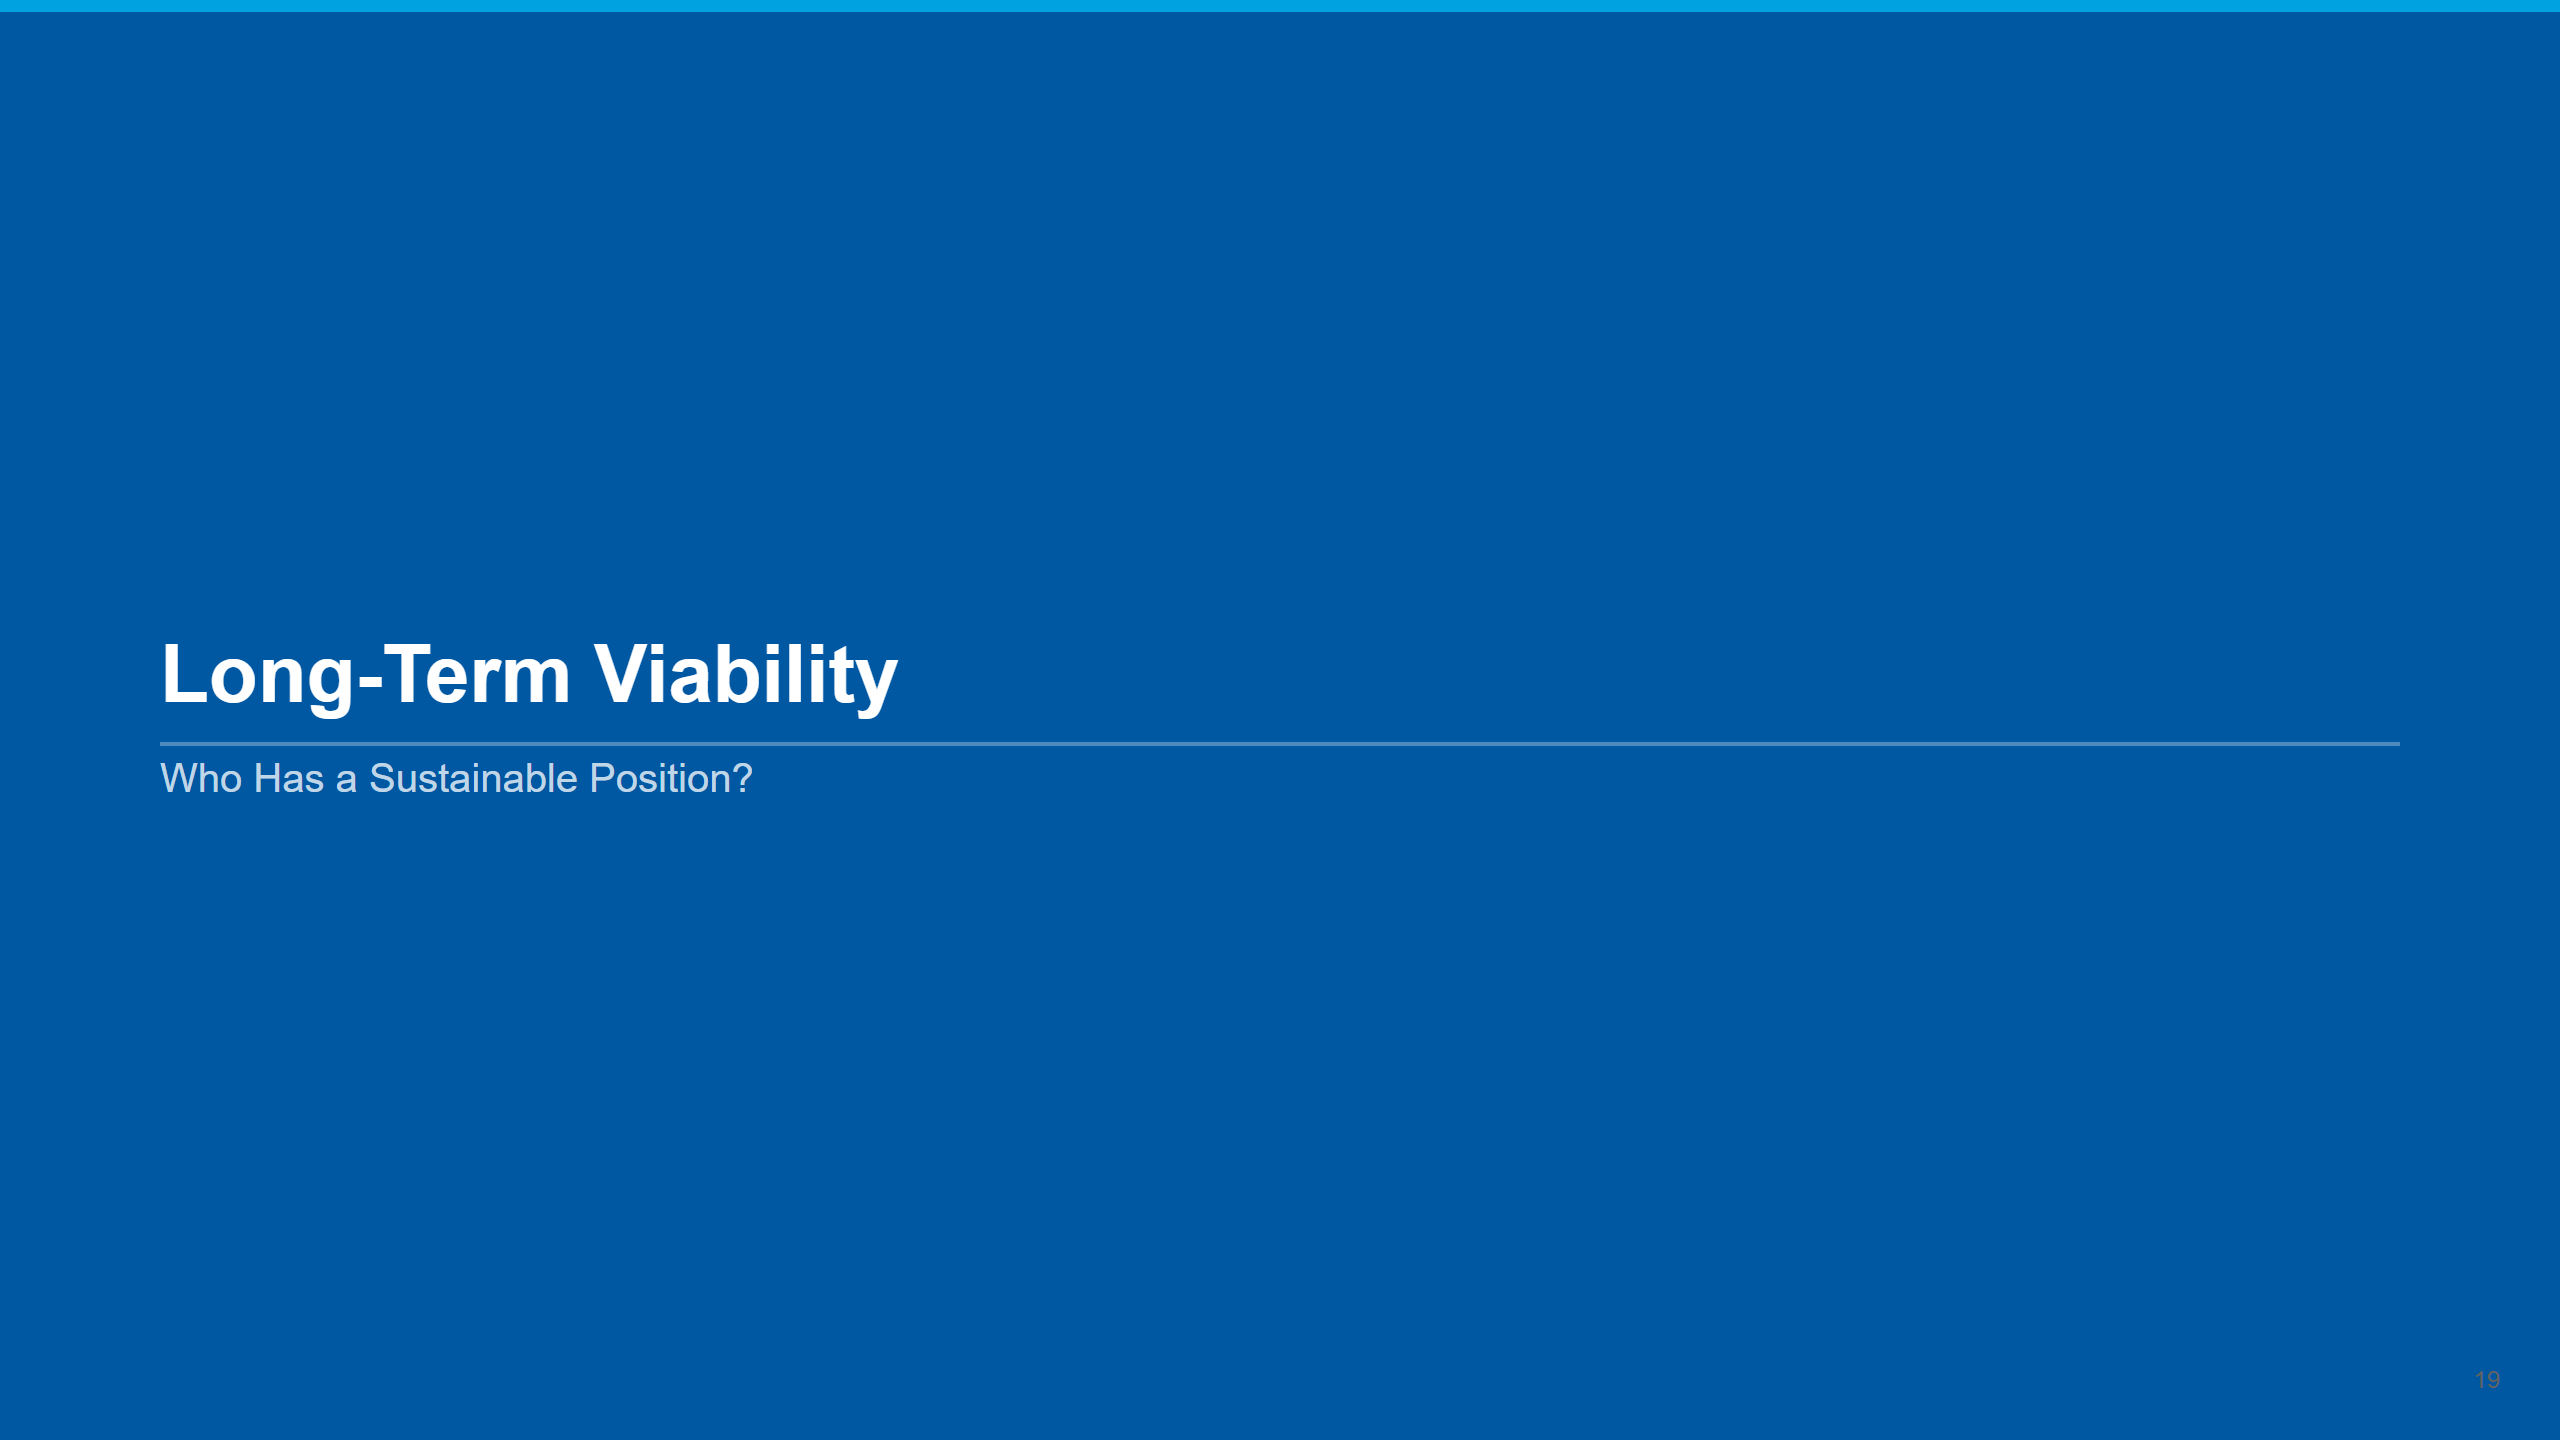 Long-Term Viability
Who Has a Sustainable Position?
19